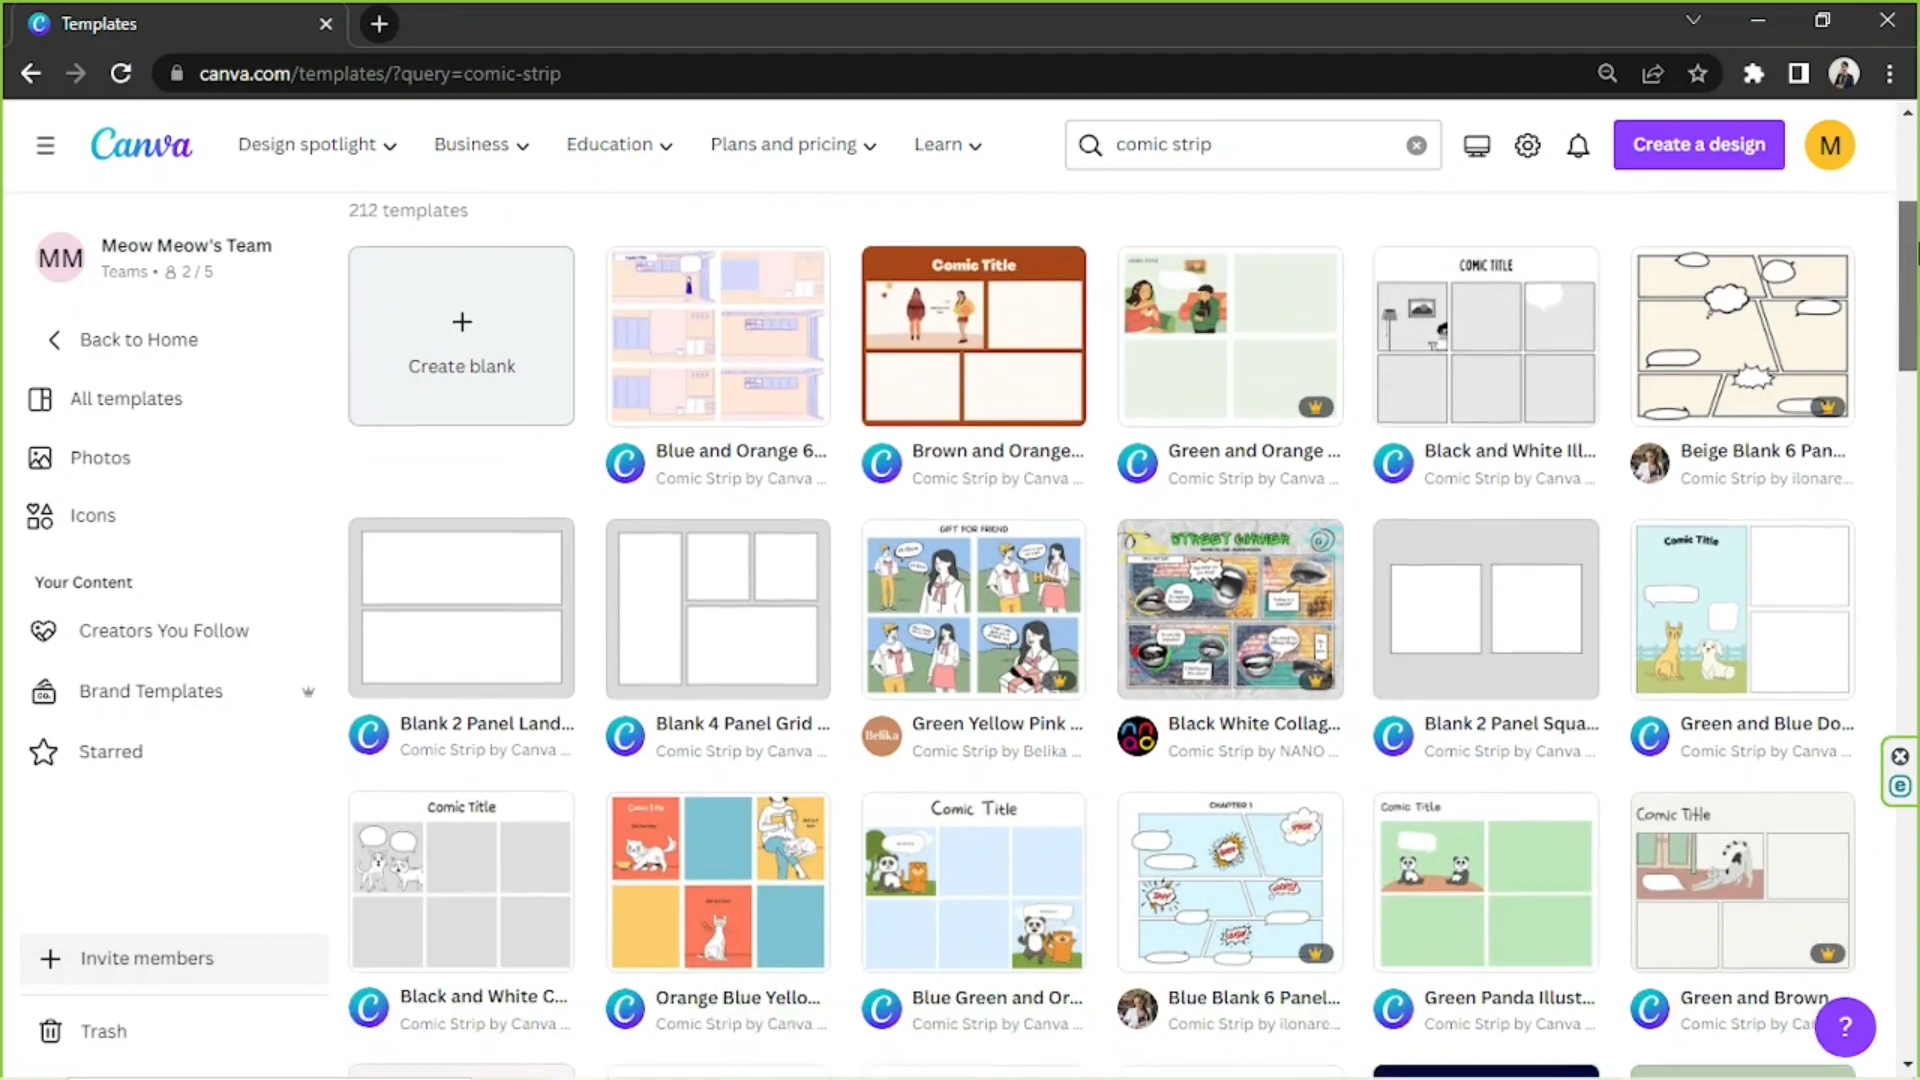 Templates
canva.com/templates/?query=comic-strip
Canva
Design spotlight
Business
Education
Plans and pricing
Learn
comic strip
Create a design
M
MM
Meow Meow's Team
Teams • 2 / 5
Back to Home
All templates
Photos
Icons
Your Content
Creators You Follow
Brand Templates
Starred
Invite members
Trash
212 templates
Create blank
Comic Title
COMIC TITLE
Blue and Orange 6...
Comic Strip by Canva ...
Brown and Orange...
Comic Strip by Canva ...
Green and Orange ...
Comic Strip by Canva ...
Black and White Ill...
Comic Strip by Canva ...
Beige Blank 6 Pan...
Comic Strip by ilonare...
GIFT FOR FRIEND
STREET CORNER
Comic Title
Blank 2 Panel Land...
Comic Strip by Canva ...
Blank 4 Panel Grid ...
Comic Strip by Canva ...
Belika
Green Yellow Pink ...
Comic Strip by Belika ...
Black White Collag...
Comic Strip by NANO ...
Blank 2 Panel Squa...
Comic Strip by Canva ...
Green and Blue Do...
Comic Strip by Canva ...
Comic Title
Comic Title
CHAPTER 1
Comic Title
Comic Title
Black and White C...
Comic Strip by Canva ...
Orange Blue Yello...
Comic Strip by Canva ...
Blue Green and Or...
Comic Strip by Canva ...
Blue Blank 6 Panel...
Comic Strip by ilonare...
Green Panda Illust...
Comic Strip by Canva ...
Green and Brown
Comic Strip by Ca
?